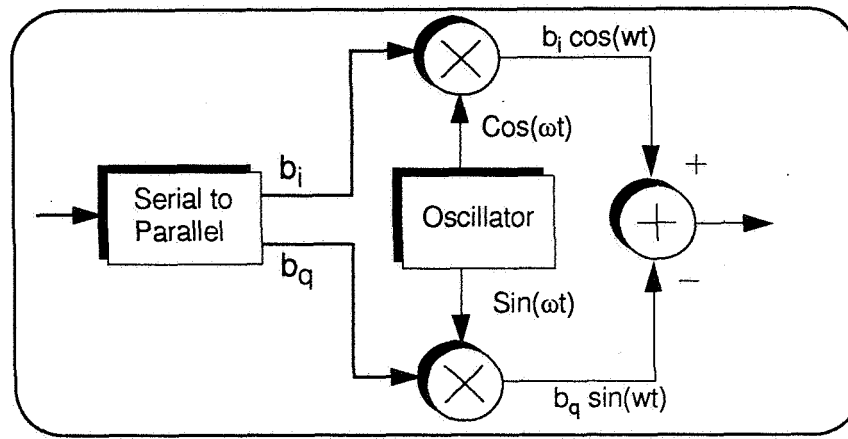 b_i cos(wt)
Cos(ωt)
b_i
+
Serial to
Parallel
Oscillator
+
b_q
Sin(ωt)
−
b_q sin(wt)